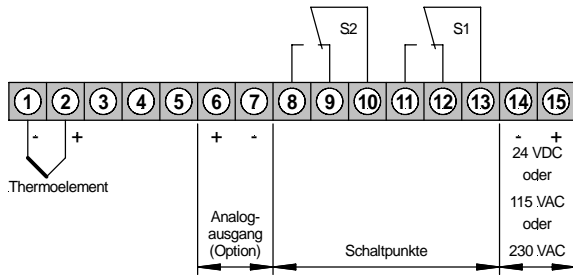 S2 S1
1 2 3 4 5 6 7 8 9 10 11 12 13 14 15
- + + - - +
.Thermoelement
Analog-
ausgang
(Option)
Schaltpunkte
24 VDC
oder
115 VAC
oder
230 VAC